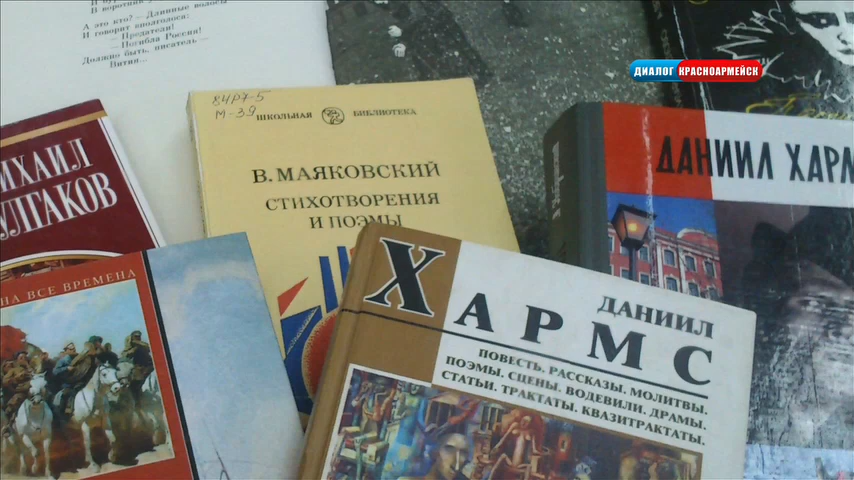 В воротник
А это кто? — Длинные волосы
И говорит вполголоса:
— Предатели!
— Погибла Россия!
Должно быть, писатель —
Вития...
ДИАЛОГ КРАСНОАРМЕЙСК
84Р7-5
М-39
ШКОЛЬНАЯ БИБЛИОТЕКА
В. МАЯКОВСКИЙ
СТИХОТВОРЕНИЯ
И ПОЭМЫ
ИХАИЛ
УЛГАКОВ
НА ВСЕ ВРЕМЕНА
ДАНИИЛ ХАРМ
ДАНИИЛ
ХАРМС
ПОВЕСТЬ. РАССКАЗЫ. МОЛИТВЫ.
ПОЭМЫ. СЦЕНЫ. ВОДЕВИЛИ. ДРАМЫ.
СТАТЬИ. ТРАКТАТЫ. КВАЗИТРАКТАТЫ.